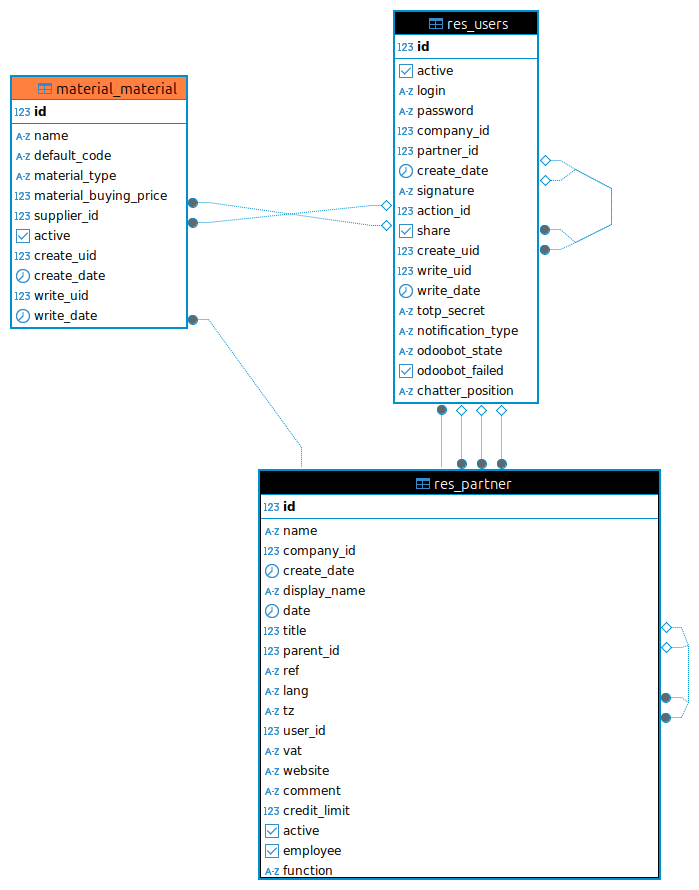 res_users
123 id
active
A-Z login
A-Z password
123 company_id
123 partner_id
create_date
A-Z signature
123 action_id
share
123 create_uid
123 write_uid
write_date
A-Z totp_secret
A-Z notification_type
A-Z odoobot_state
odoobot_failed
A-Z chatter_position
material_material
123 id
A-Z name
A-Z default_code
A-Z material_type
123 material_buying_price
123 supplier_id
active
123 create_uid
create_date
123 write_uid
write_date
res_partner
123 id
A-Z name
123 company_id
create_date
A-Z display_name
date
123 title
123 parent_id
A-Z ref
A-Z lang
A-Z tz
123 user_id
A-Z vat
A-Z website
A-Z comment
123 credit_limit
active
employee
A-Z function